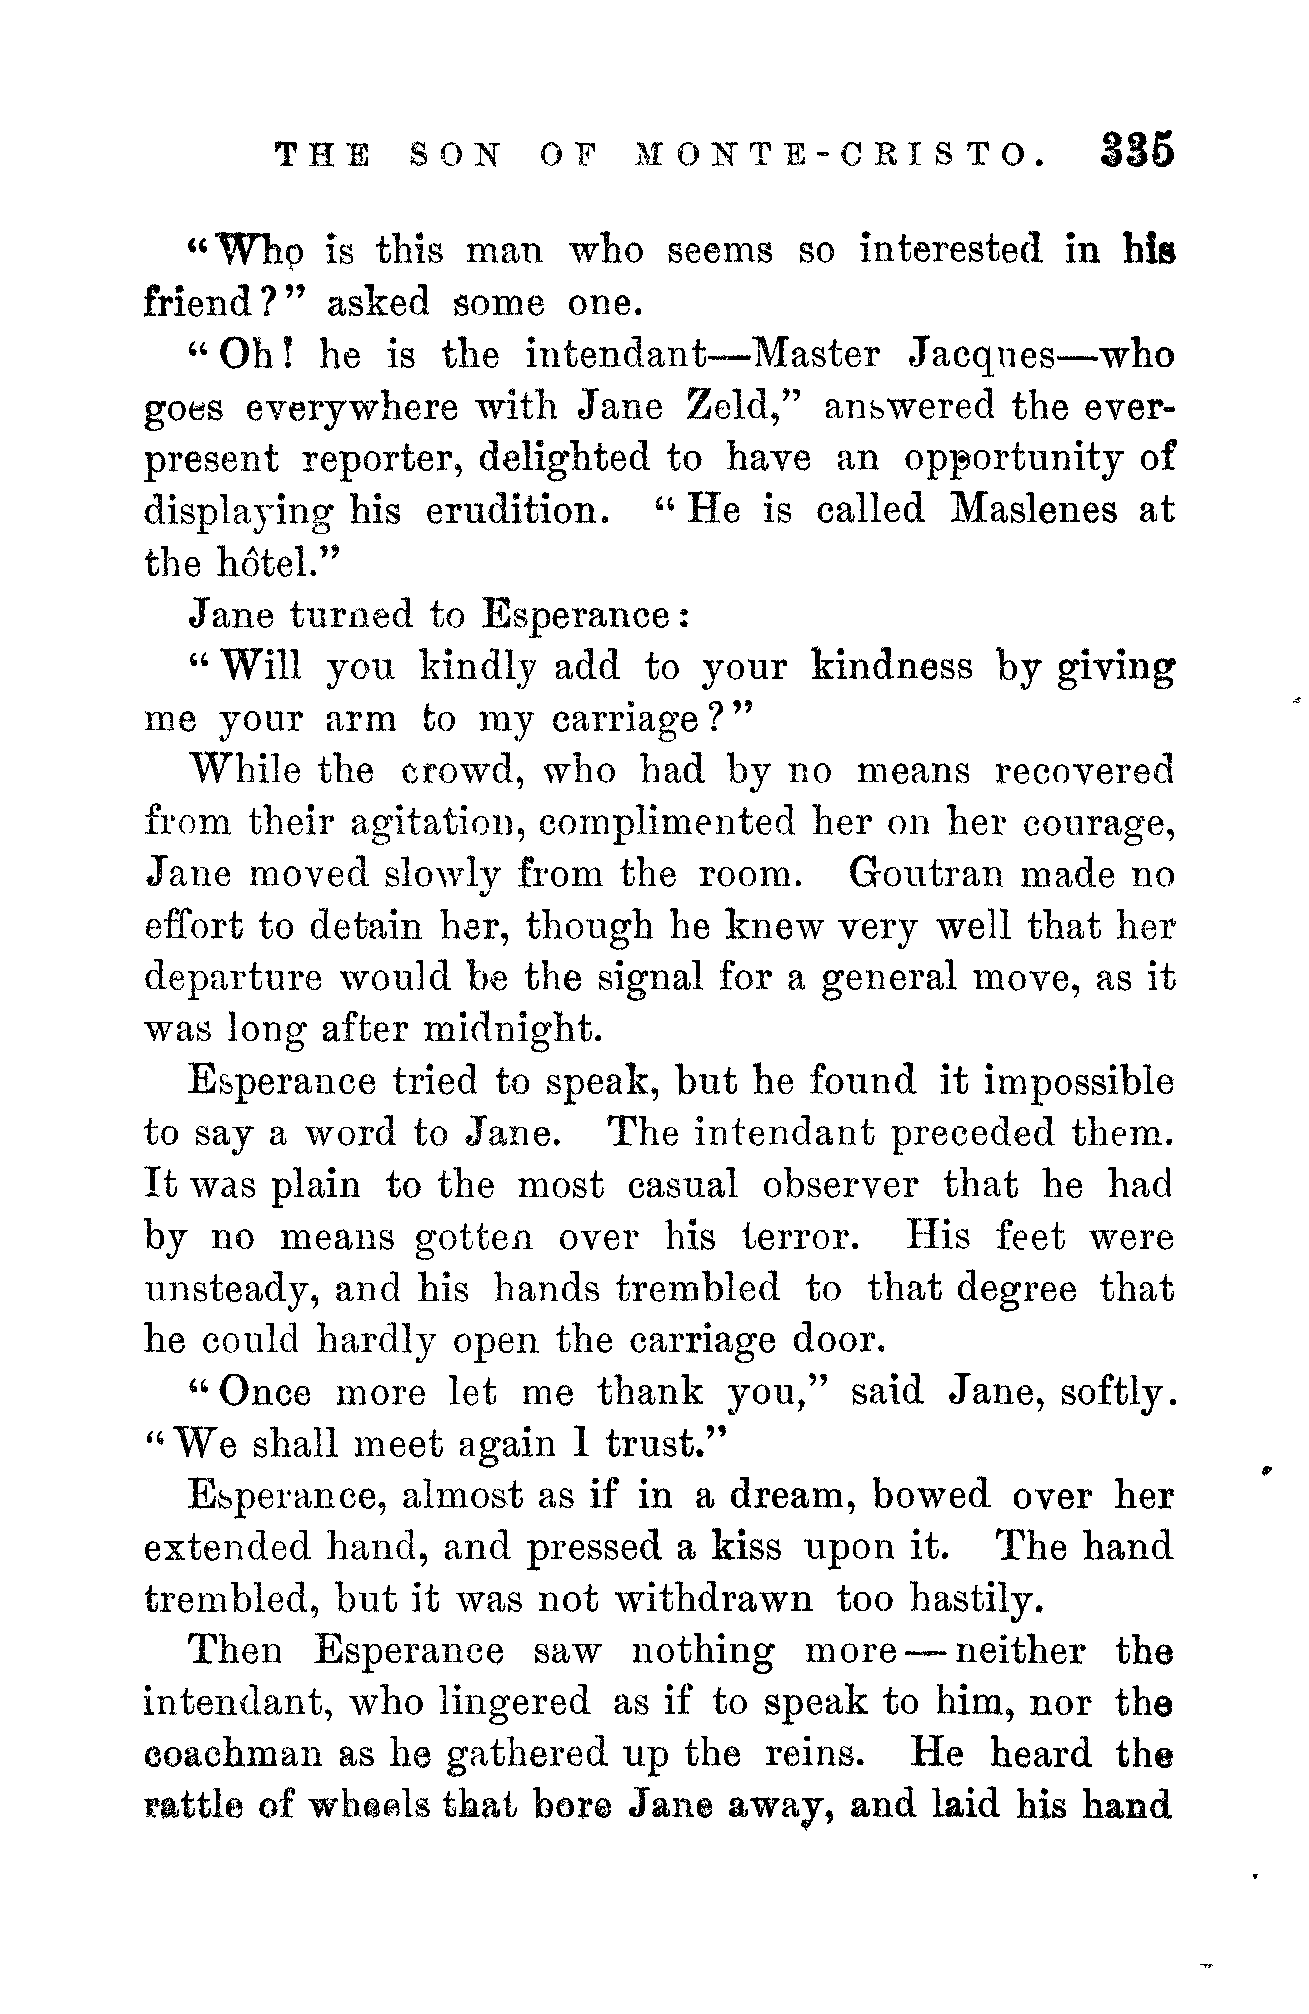 THE SON OF MONTE-CRISTO. 335
"Who is this man who seems so interested in his
friend?" asked some one.
"Oh! he is the intendant—Master Jacques—who
goes everywhere with Jane Zeld," answered the ever-
present reporter, delighted to have an opportunity of
displaying his erudition. "He is called Maslenes at
the hôtel."
Jane turned to Esperance:
"Will you kindly add to your kindness by giving
me your arm to my carriage?"
While the crowd, who had by no means recovered
from their agitation, complimented her on her courage,
Jane moved slowly from the room. Goutran made no
effort to detain her, though he knew very well that her
departure would be the signal for a general move, as it
was long after midnight.
Esperance tried to speak, but he found it impossible
to say a word to Jane. The intendant preceded them.
It was plain to the most casual observer that he had
by no means gotten over his terror. His feet were
unsteady, and his hands trembled to that degree that
he could hardly open the carriage door.
"Once more let me thank you," said Jane, softly.
"We shall meet again I trust."
Esperance, almost as if in a dream, bowed over her
extended hand, and pressed a kiss upon it. The hand
trembled, but it was not withdrawn too hastily.
Then Esperance saw nothing more—neither the
intendant, who lingered as if to speak to him, nor the
coachman as he gathered up the reins. He heard the
rattle of wheels that bore Jane away, and laid his hand